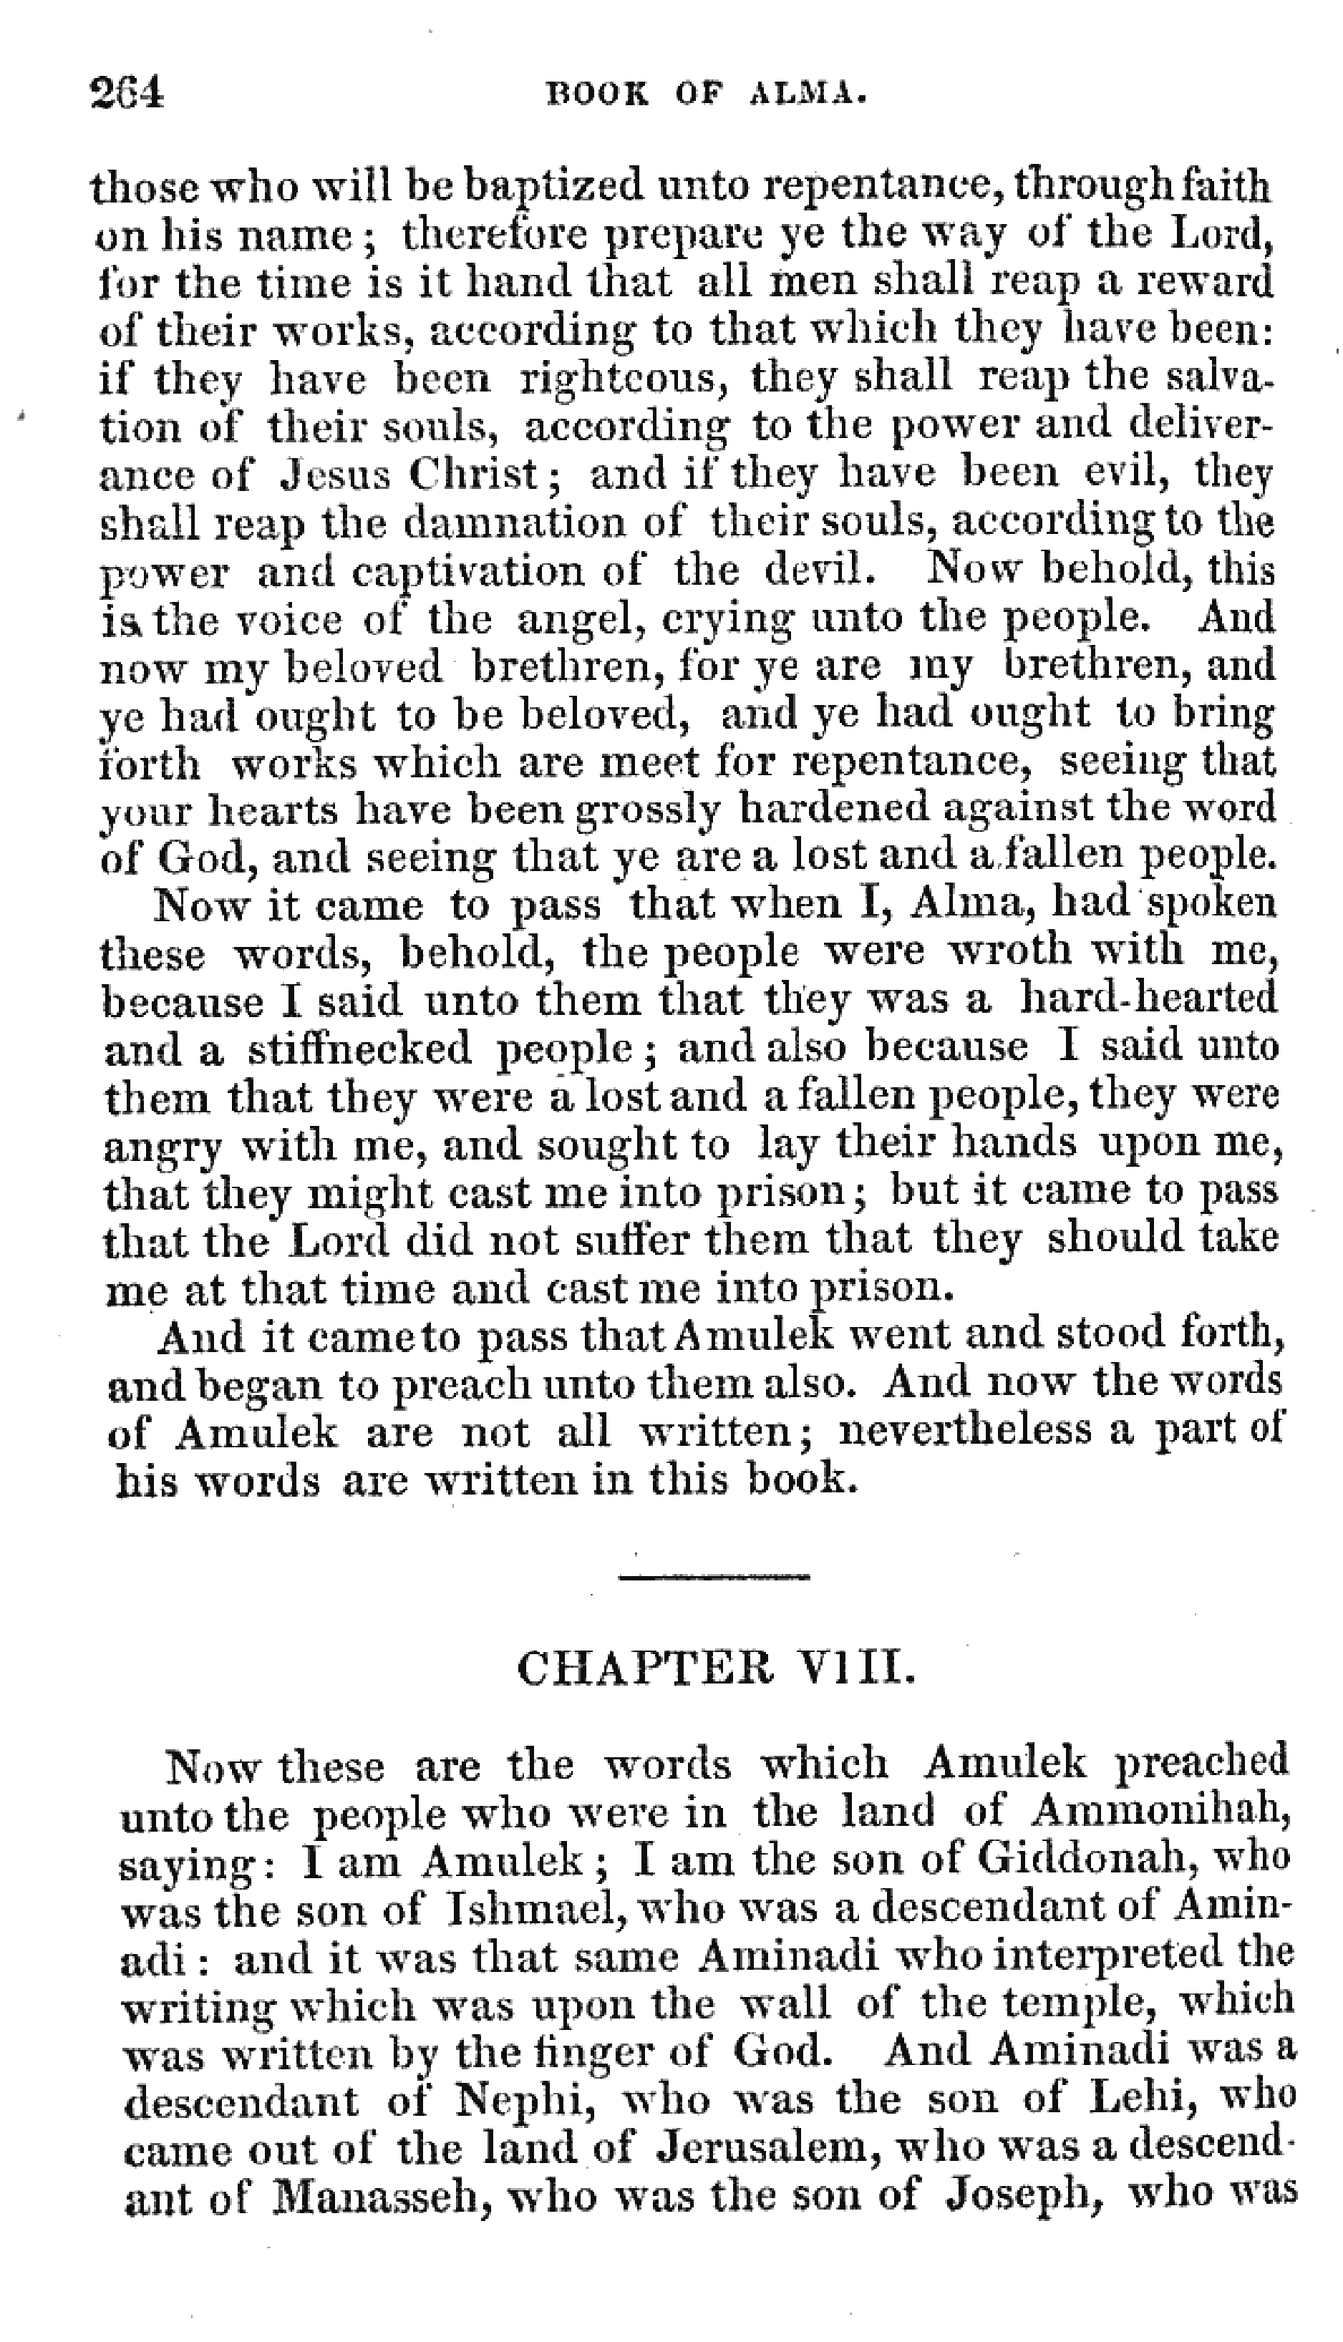 264 BOOK OF ALMA.
those who will be baptized unto repentance, through faith
on his name; therefore prepare ye the way of the Lord,
for the time is it hand that all men shall reap a reward
of their works, according to that which they have been:
if they have been righteous, they shall reap the salva-
tion of their souls, according to the power and deliver-
ance of Jesus Christ; and if they have been evil, they
shall reap the damnation of their souls, according to the
power and captivation of the devil. Now behold, this
is the voice of the angel, crying unto the people. And
now my beloved brethren, for ye are my brethren, and
ye had ought to be beloved, and ye had ought to bring
forth works which are meet for repentance, seeing that
your hearts have been grossly hardened against the word
of God, and seeing that ye are a lost and a fallen people.
Now it came to pass that when I, Alma, had spoken
these words, behold, the people were wroth with me,
because I said unto them that they was a hard-hearted
and a stiffnecked people; and also because I said unto
them that they were a lost and a fallen people, they were
angry with me, and sought to lay their hands upon me,
that they might cast me into prison; but it came to pass
that the Lord did not suffer them that they should take
me at that time and cast me into prison.
And it came to pass that Amulek went and stood forth,
and began to preach unto them also. And now the words
of Amulek are not all written; nevertheless a part of
his words are written in this book.
CHAPTER VIII.
Now these are the words which Amulek preached
unto the people who were in the land of Ammonihah,
saying: I am Amulek; I am the son of Giddonah, who
was the son of Ishmael, who was a descendant of Amin-
adi: and it was that same Aminadi who interpreted the
writing which was upon the wall of the temple, which
was written by the finger of God. And Aminadi was a
descendant of Nephi, who was the son of Lehi, who
came out of the land of Jerusalem, who was a descend-
ant of Manasseh, who was the son of Joseph, who was